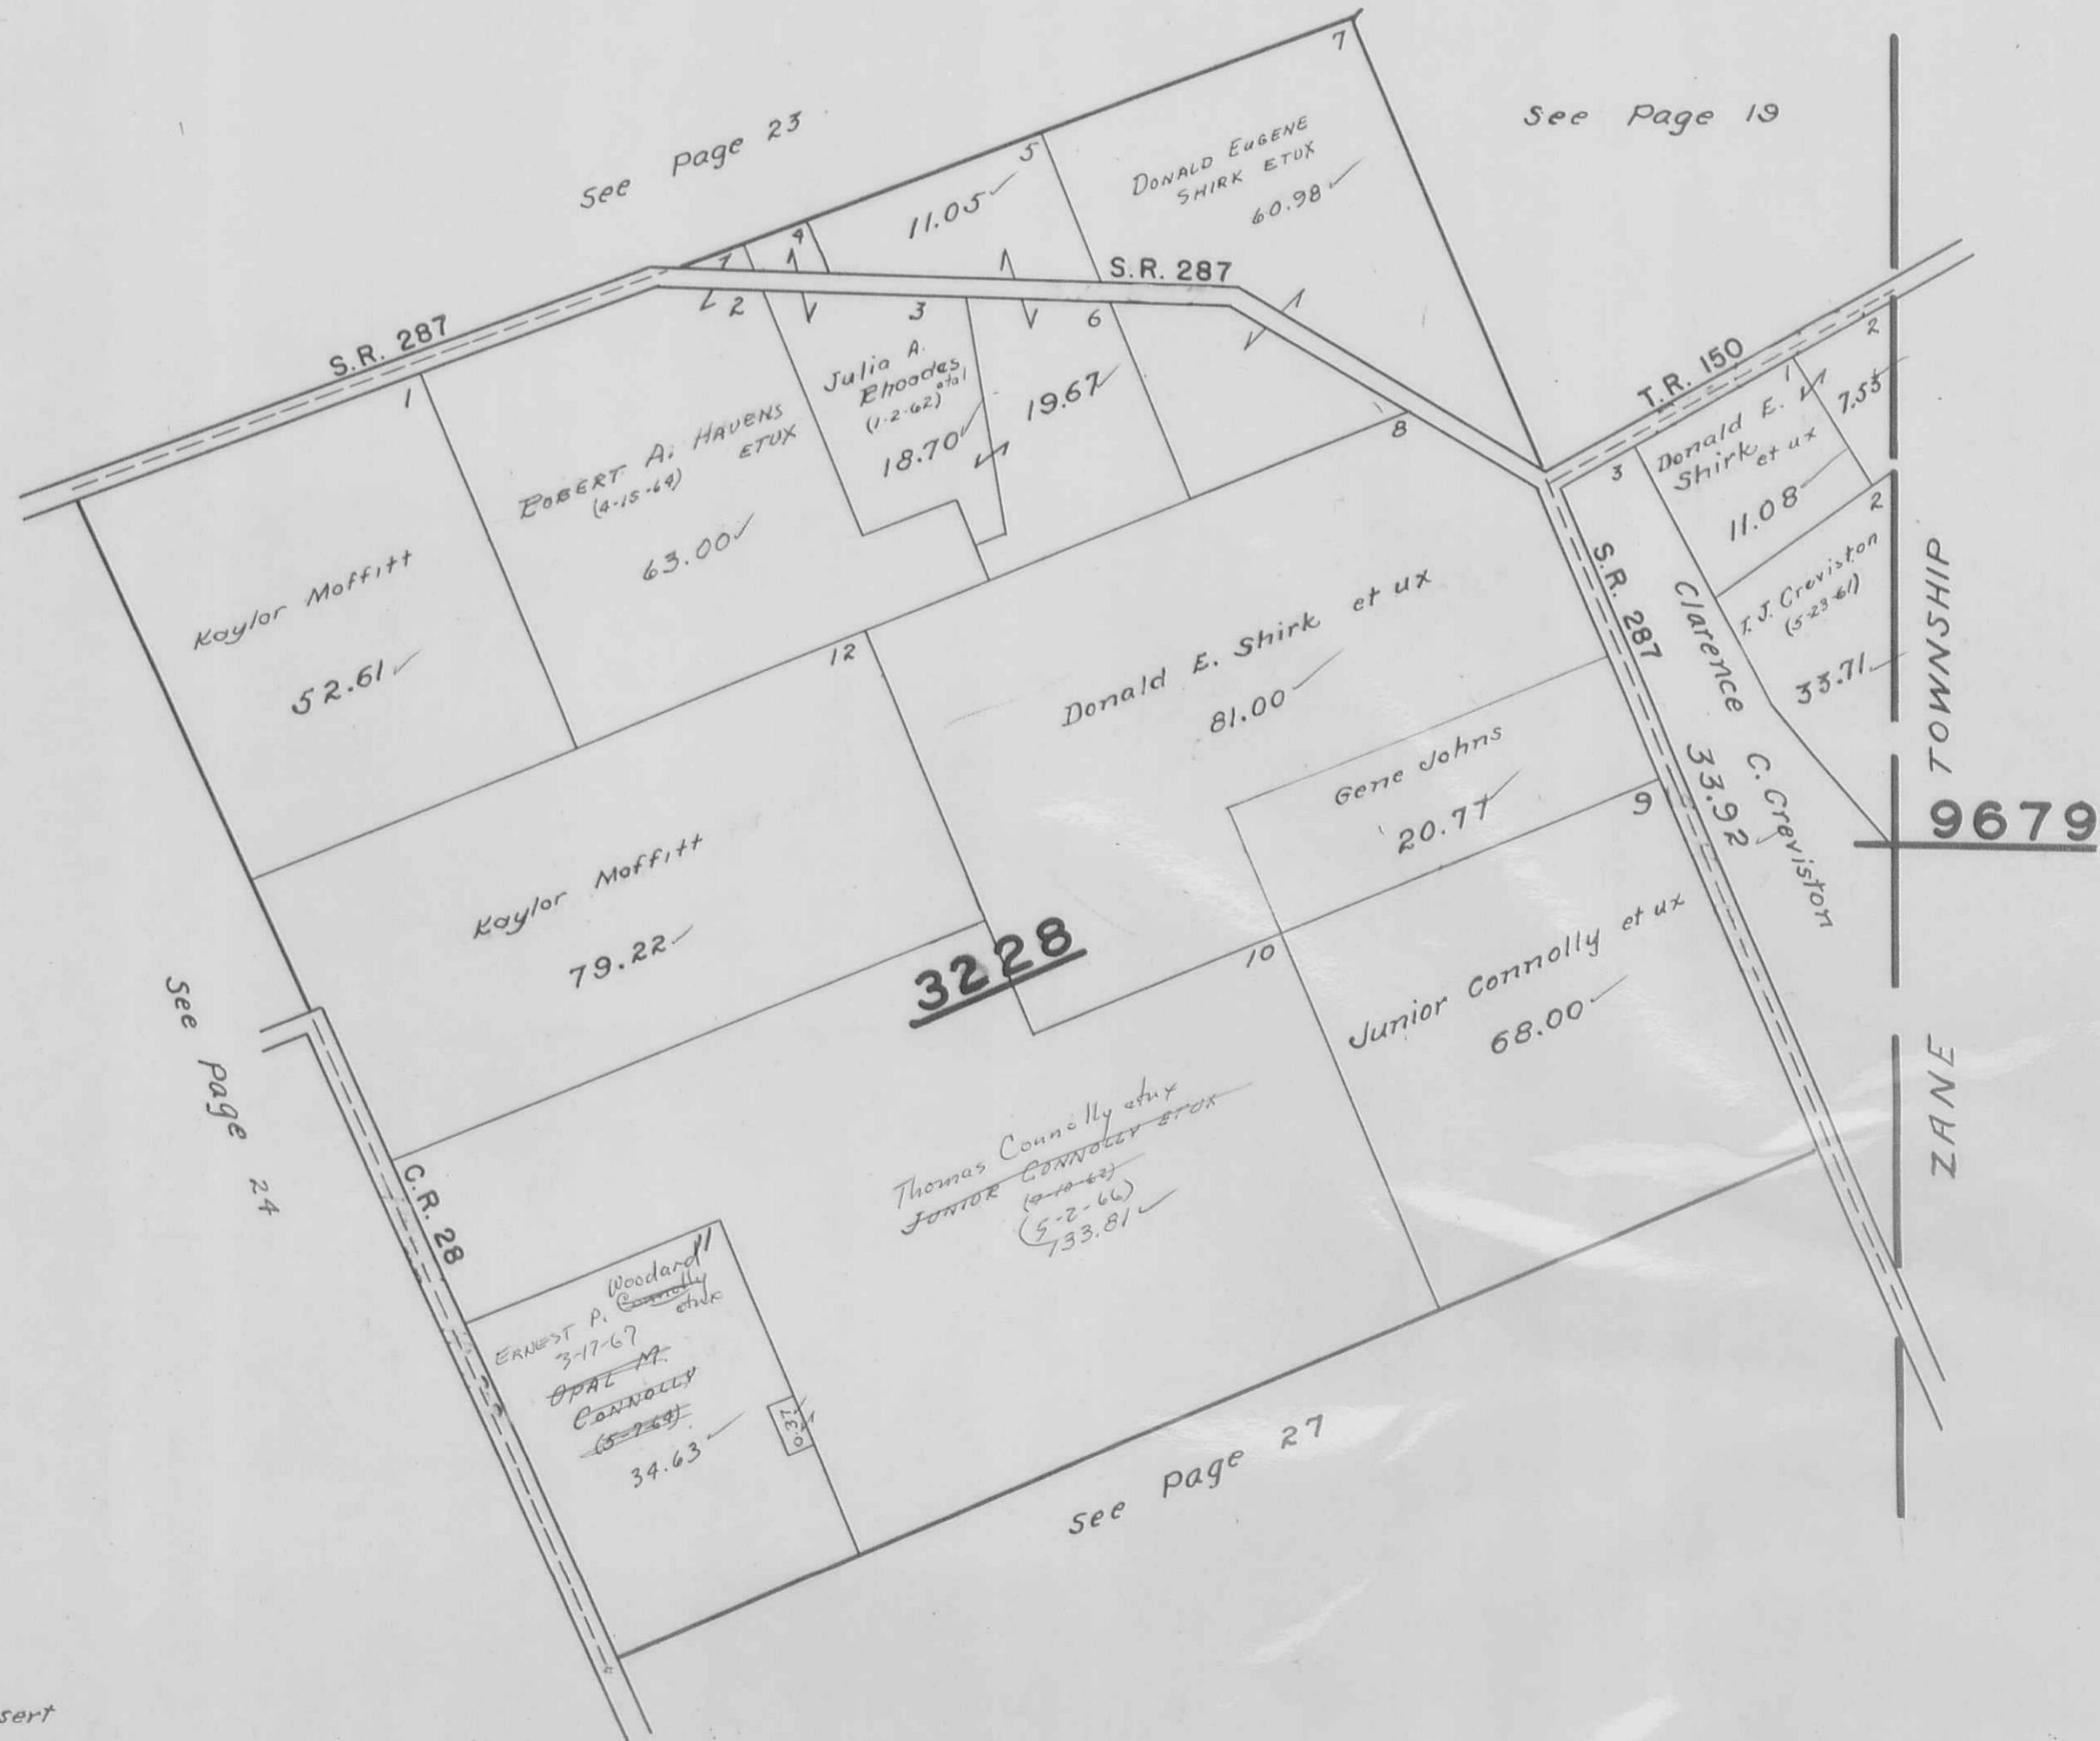 7
See Page 19
See Page 23
5
DONALD EUGENE
SHIRK ETUX
60.98
11.05
4
S.R. 287
S.R. 287
2
3
6
1
T.R. 150
2
1
7.55
Julia A.
Rhoades
etal
(1-2-62)
18.70
19.67
8
ROBERT A. HAVENS
ETUX
(4-15-64)
63.00
3
Donald E.
Shirk et ux
11.08
2
T. J. Creviston
(5-23-61)
33.71
Kaylor Moffitt
52.61
S.R. 287
Clarence C. Creviston
33.92
TOWNSHIP
12
Donald E. Shirk et ux
81.00
Gene Johns
20.77
9
9679
Kaylor Moffitt
79.22
3228
10
Junior Connolly et ux
68.00
See Page 24
ZANE
Thomas Connolly etux
JUNIOR CONNOLLY ETUX
(5-2-66)
133.81
C.R. 28
11
Woodard
Connolly
ERNEST P. etux
3-17-67
OPAL M.
CONNOLLY
34.63
0.37
See Page 27
sert